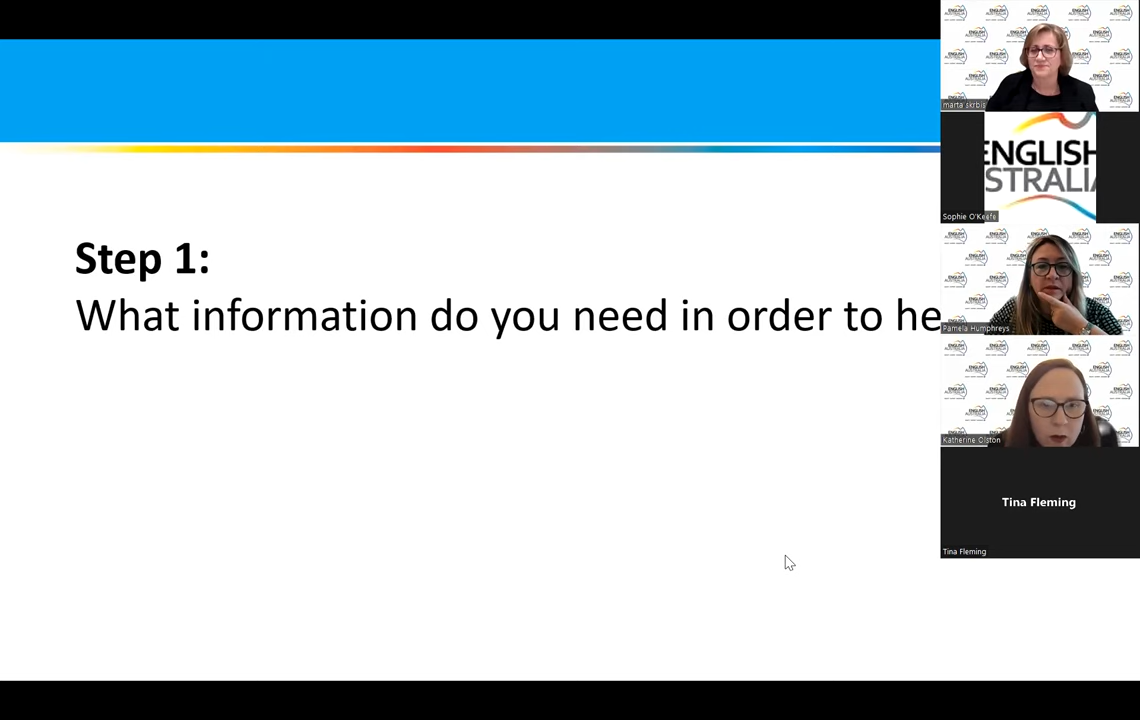 Step 1:
What information do you need in order to he
marta skrbis
ENGLISH
STRALIA
Sophie O'Keefe
Pamela Humphreys
Katherine Olston
Tina Fleming
Tina Fleming